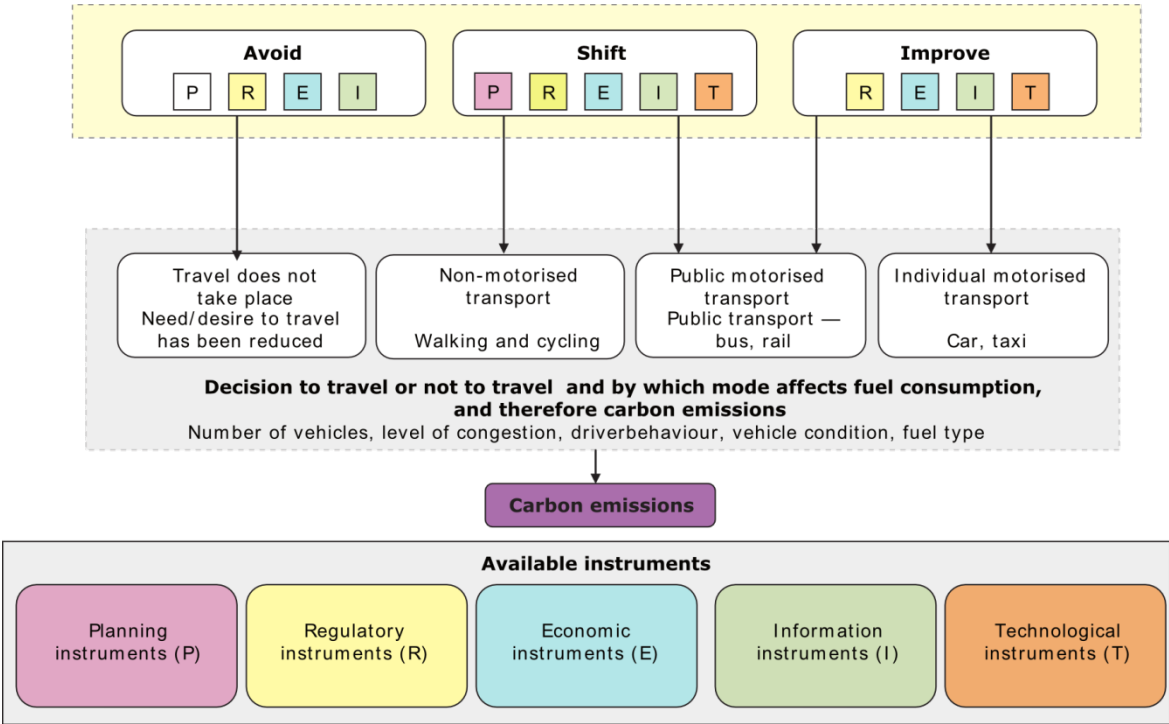 Avoid
P R E I
Shift
P R E I T
Improve
R E I T
Travel does not
take place
Need/desire to travel
has been reduced
Non-motorised
transport
Walking and cycling
Public motorised
transport
Public transport —
bus, rail
Individual motorised
transport
Car, taxi
Decision to travel or not to travel and by which mode affects fuel consumption,
and therefore carbon emissions
Number of vehicles, level of congestion, driverbehaviour, vehicle condition, fuel type
Carbon emissions
Available instruments
Planning
instruments (P)
Regulatory
instruments (R)
Economic
instruments (E)
Information
instruments (I)
Technological
instruments (T)